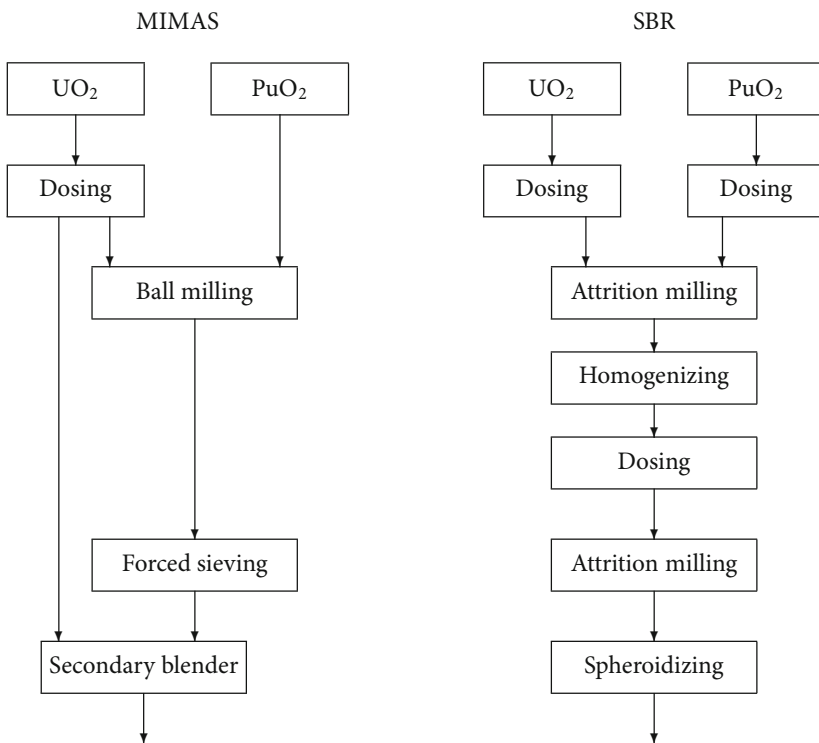 MIMAS
UO₂
PuO₂
Dosing
Ball milling
Forced sieving
Secondary blender
SBR
UO₂
PuO₂
Dosing
Dosing
Attrition milling
Homogenizing
Dosing
Attrition milling
Spheroidizing